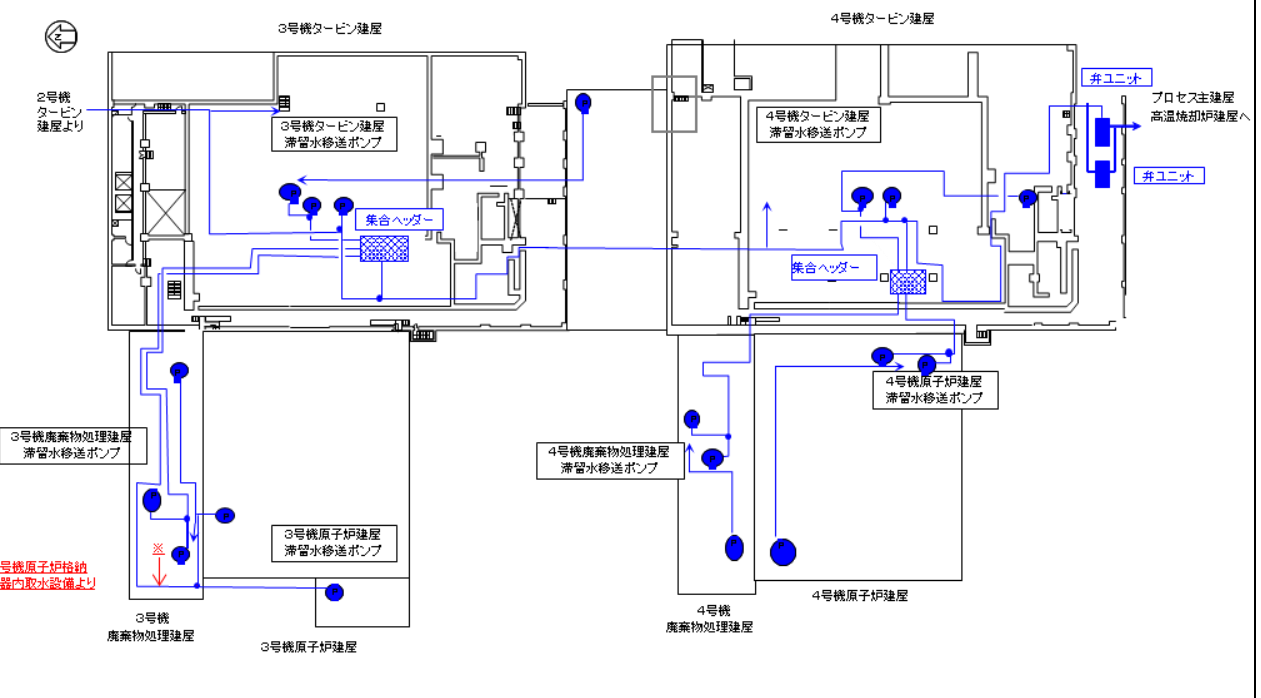 3号機タービン建屋
4号機タービン建屋
2号機
タービン
建屋より
3号機タービン建屋
滞留水移送ポンプ
4号機タービン建屋
滞留水移送ポンプ
弁ユニット
プロセス主建屋
高温焼却炉建屋へ
弁ユニット
集合ヘッダー
集合ヘッダー
4号機原子炉建屋
滞留水移送ポンプ
3号機廃棄物処理建屋
滞留水移送ポンプ
4号機廃棄物処理建屋
滞留水移送ポンプ
3号機原子炉建屋
滞留水移送ポンプ
※
号機原子炉格納
器内取水設備より
3号機
廃棄物処理建屋
3号機原子炉建屋
4号機
廃棄物処理建屋
4号機原子炉建屋